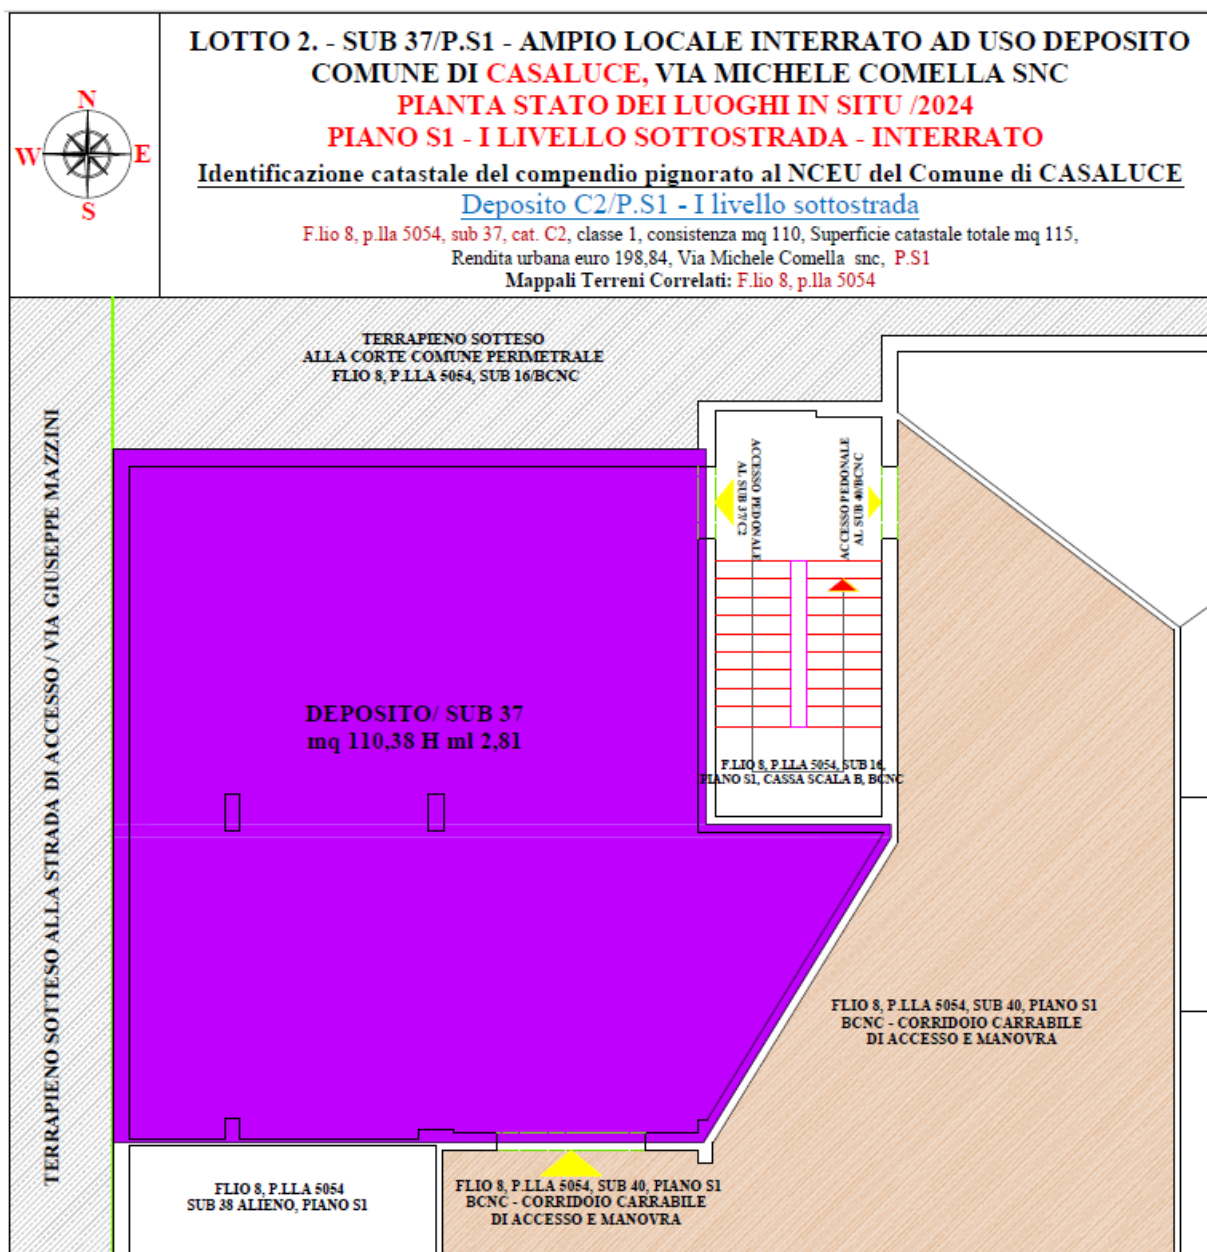 LOTTO 2. - SUB 37/P.S1 - AMPIO LOCALE INTERRATO AD USO DEPOSITO
COMUNE DI CASALUCE, VIA MICHELE COMELLA SNC
PIANTA STATO DEI LUOGHI IN SITU /2024
PIANO S1 - I LIVELLO SOTTOSTRADA - INTERRATO
Identificazione catastale del compendio pignorato al NCEU del Comune di CASALUCE
Deposito C2/P.S1 - I livello sottostrada
F.lio 8, p.lla 5054, sub 37, cat. C2, classe 1, consistenza mq 110, Superficie catastale totale mq 115,
Rendita urbana euro 198,84, Via Michele Comella snc, P.S1
Mappali Terreni Correlati: F.lio 8, p.lla 5054
N
W
E
S
TERRAPIENO SOTTESO
ALLA CORTE COMUNE PERIMETRALE
FLIO 8, P.LLA 5054, SUB 16/BCNC
TERRAPIENO SOTTESO ALLA STRADA DI ACCESSO / VIA GIUSEPPE MAZZINI
ACCESSO PEDONALE
AL SUB 37/C2
ACCESSO PEDONALE
AL SUB 40/BCNC
DEPOSITO/ SUB 37
mq 110,38 H ml 2,81
F.LIO 8, P.LLA 5054, SUB 16,
PIANO S1, CASSA SCALA B, BCNC
FLIO 8, P.LLA 5054, SUB 40, PIANO S1
BCNC - CORRIDOIO CARRABILE
DI ACCESSO E MANOVRA
FLIO 8, P.LLA 5054
SUB 38 ALIENO, PIANO S1
FLIO 8, P.LLA 5054, SUB 40, PIANO S1
BCNC - CORRIDOIO CARRABILE
DI ACCESSO E MANOVRA